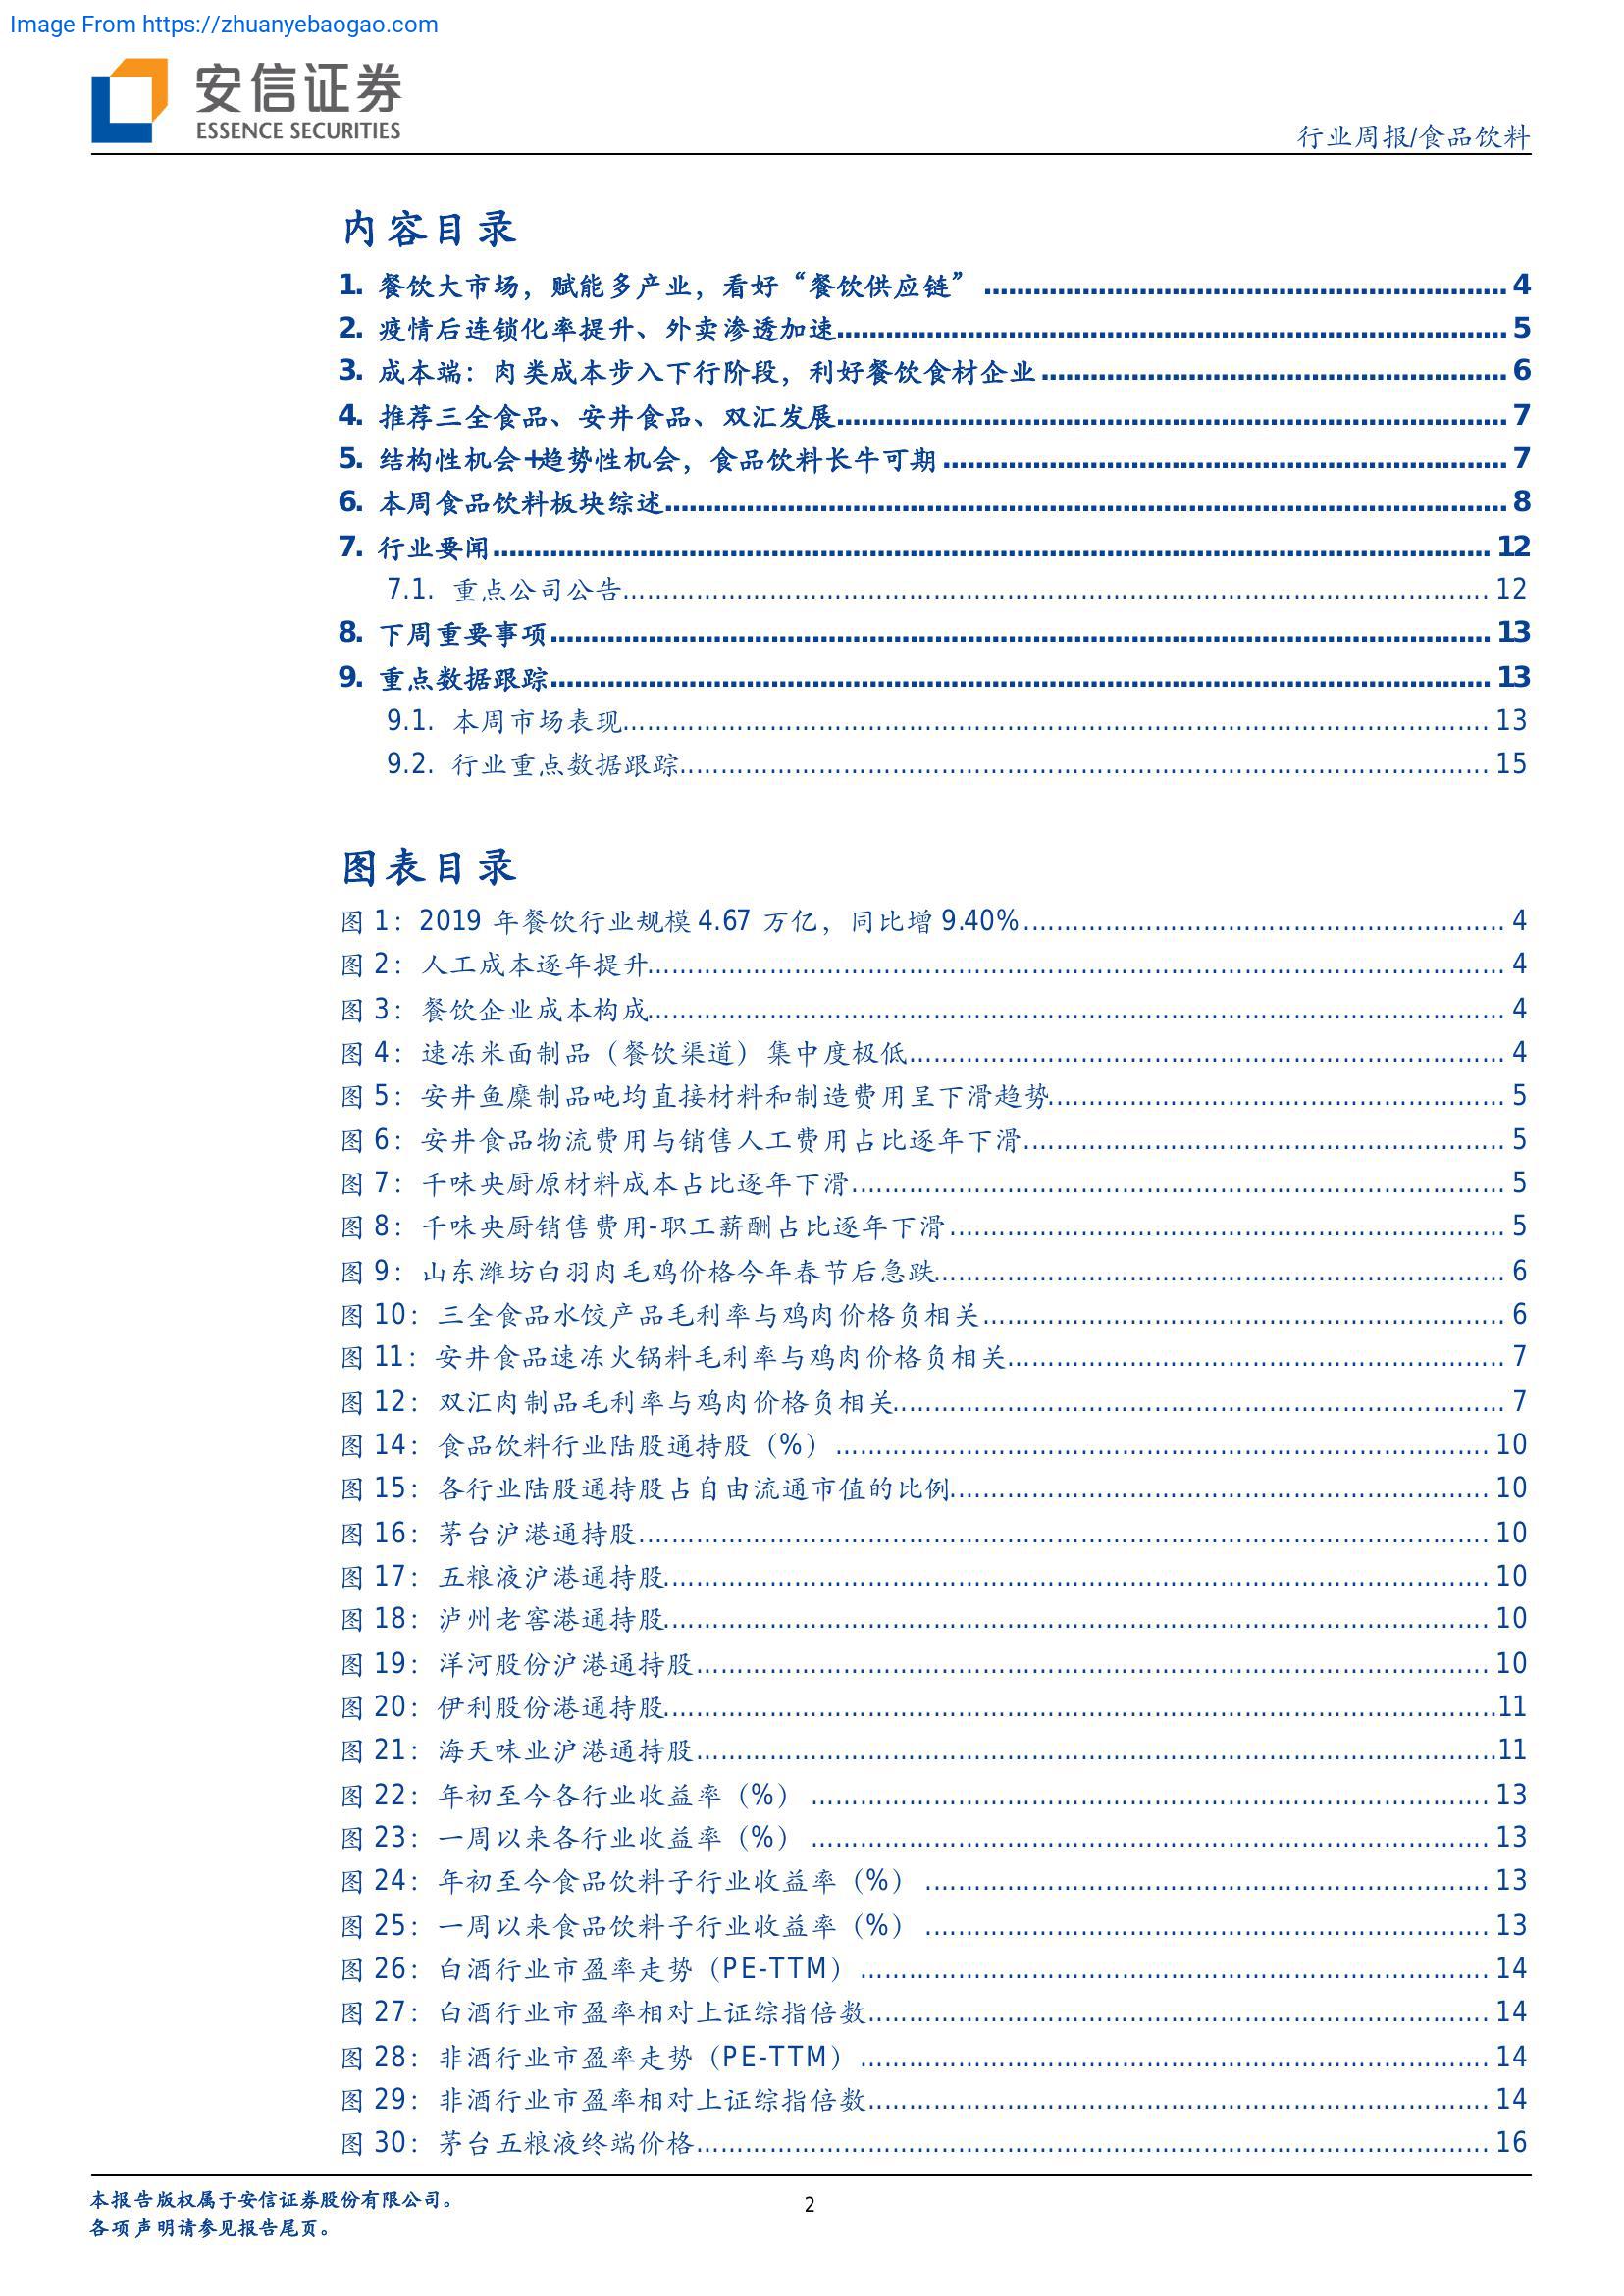 Image From https://zhuanyebaogao.com
安信证券
ESSENCE SECURITIES
行业周报/食品饮料
内容目录
1. 餐饮大市场，赋能多产业，看好“餐饮供应链” ........ 4
2. 疫情后连锁化率提升、外卖渗透加速........ 5
3. 成本端：肉类成本步入下行阶段，利好餐饮食材企业........ 6
4. 推荐三全食品、安井食品、双汇发展........ 7
5. 结构性机会+趋势性机会，食品饮料长牛可期........ 7
6. 本周食品饮料板块综述........ 8
7. 行业要闻........ 12
7.1. 重点公司公告........ 12
8. 下周重要事项........ 13
9. 重点数据跟踪........ 13
9.1. 本周市场表现........ 13
9.2. 行业重点数据跟踪........ 15
图表目录
图 1：2019 年餐饮行业规模 4.67 万亿，同比增 9.40%........ 4
图 2：人工成本逐年提升........ 4
图 3：餐饮企业成本构成........ 4
图 4：速冻米面制品（餐饮渠道）集中度极低........ 4
图 5：安井鱼糜制品吨均直接材料和制造费用呈下滑趋势........ 5
图 6：安井食品物流费用与销售人工费用占比逐年下滑........ 5
图 7：千味央厨原材料成本占比逐年下滑........ 5
图 8：千味央厨销售费用-职工薪酬占比逐年下滑........ 5
图 9：山东潍坊白羽肉毛鸡价格今年春节后急跌........ 6
图 10：三全食品水饺产品毛利率与鸡肉价格负相关........ 6
图 11：安井食品速冻火锅料毛利率与鸡肉价格负相关........ 7
图 12：双汇肉制品毛利率与鸡肉价格负相关........ 7
图 14：食品饮料行业陆股通持股（%）........ 10
图 15：各行业陆股通持股占自由流通市值的比例........ 10
图 16：茅台沪港通持股........ 10
图 17：五粮液沪港通持股........ 10
图 18：泸州老窖港通持股........ 10
图 19：洋河股份沪港通持股........ 10
图 20：伊利股份港通持股........ 11
图 21：海天味业沪港通持股........ 11
图 22：年初至今各行业收益率（%）........ 13
图 23：一周以来各行业收益率（%）........ 13
图 24：年初至今食品饮料子行业收益率（%）........ 13
图 25：一周以来食品饮料子行业收益率（%）........ 13
图 26：白酒行业市盈率走势（PE-TTM）........ 14
图 27：白酒行业市盈率相对上证综指倍数........ 14
图 28：非酒行业市盈率走势（PE-TTM）........ 14
图 29：非酒行业市盈率相对上证综指倍数........ 14
图 30：茅台五粮液终端价格........ 16
本报告版权属于安信证券股份有限公司。
2
各项声明请参见报告尾页。